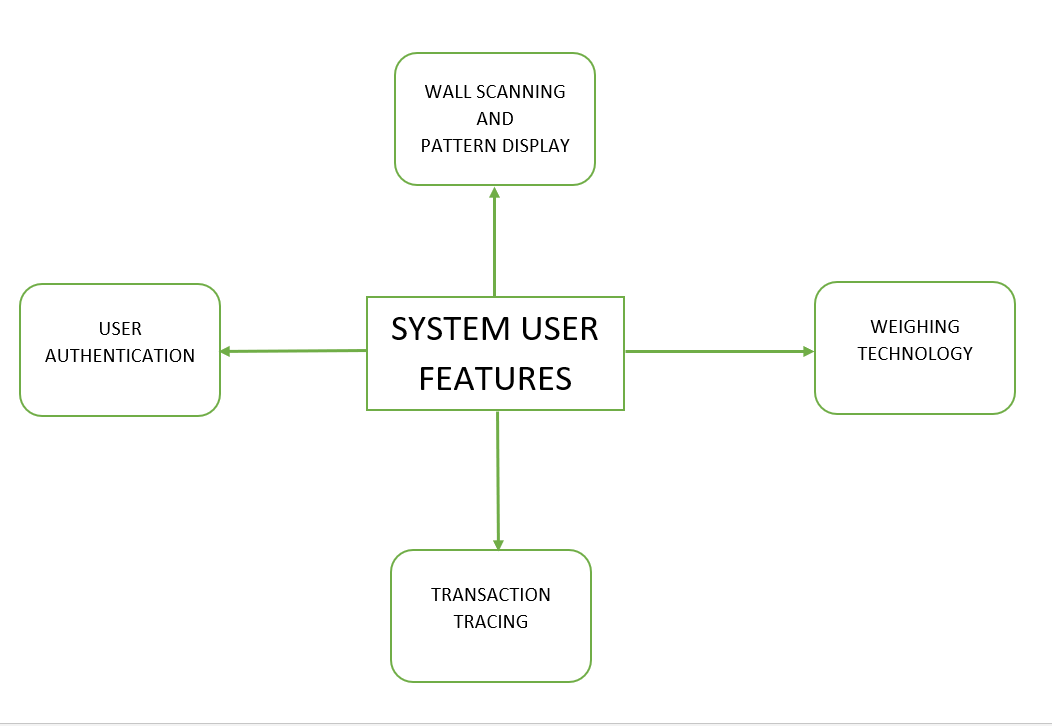 WALL SCANNING
AND
PATTERN DISPLAY
USER
AUTHENTICATION
SYSTEM USER
FEATURES
WEIGHING
TECHNOLOGY
TRANSACTION
TRACING